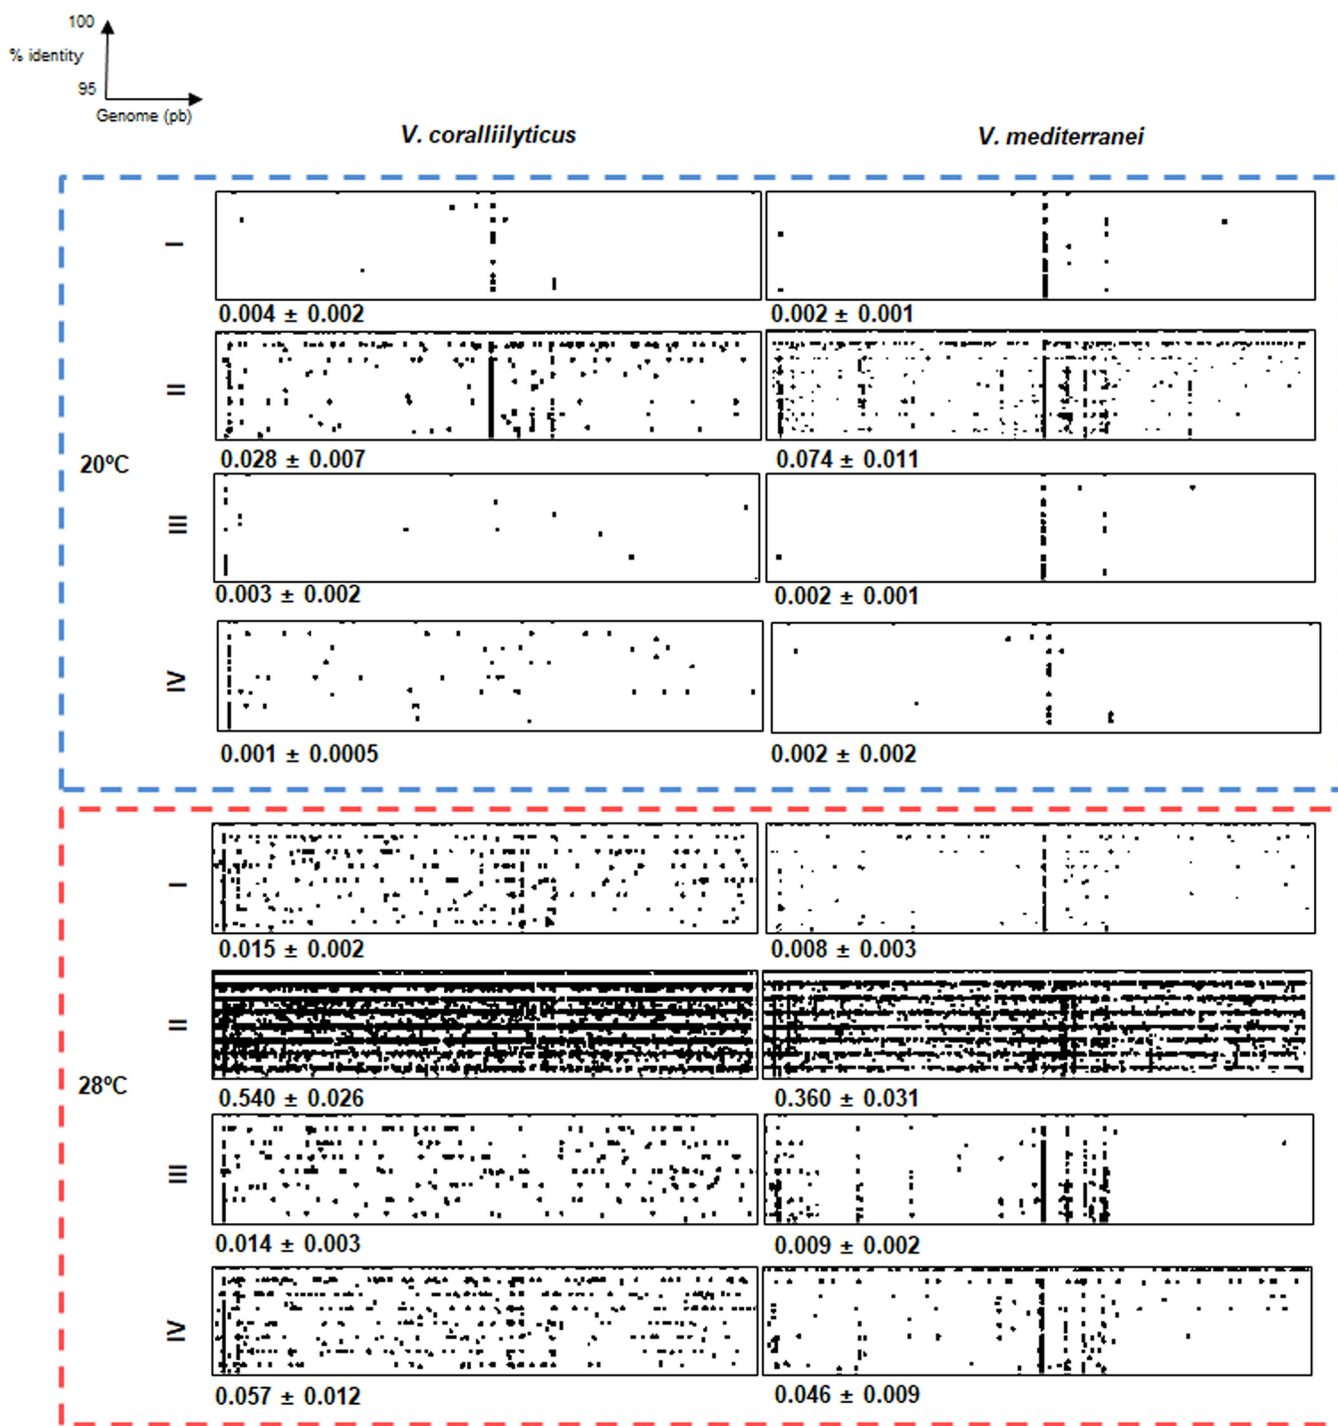 100
% identity
95
Genome (pb)
V. coralliilyticus V. mediterranei
I
0.004 ± 0.002 0.002 ± 0.001
II
0.028 ± 0.007 0.074 ± 0.011
20ºC
III
0.003 ± 0.002 0.002 ± 0.001
IV
0.001 ± 0.0005 0.002 ± 0.002
I
0.015 ± 0.002 0.008 ± 0.003
II
0.540 ± 0.026 0.360 ± 0.031
28ºC
III
0.014 ± 0.003 0.009 ± 0.002
IV
0.057 ± 0.012 0.046 ± 0.009